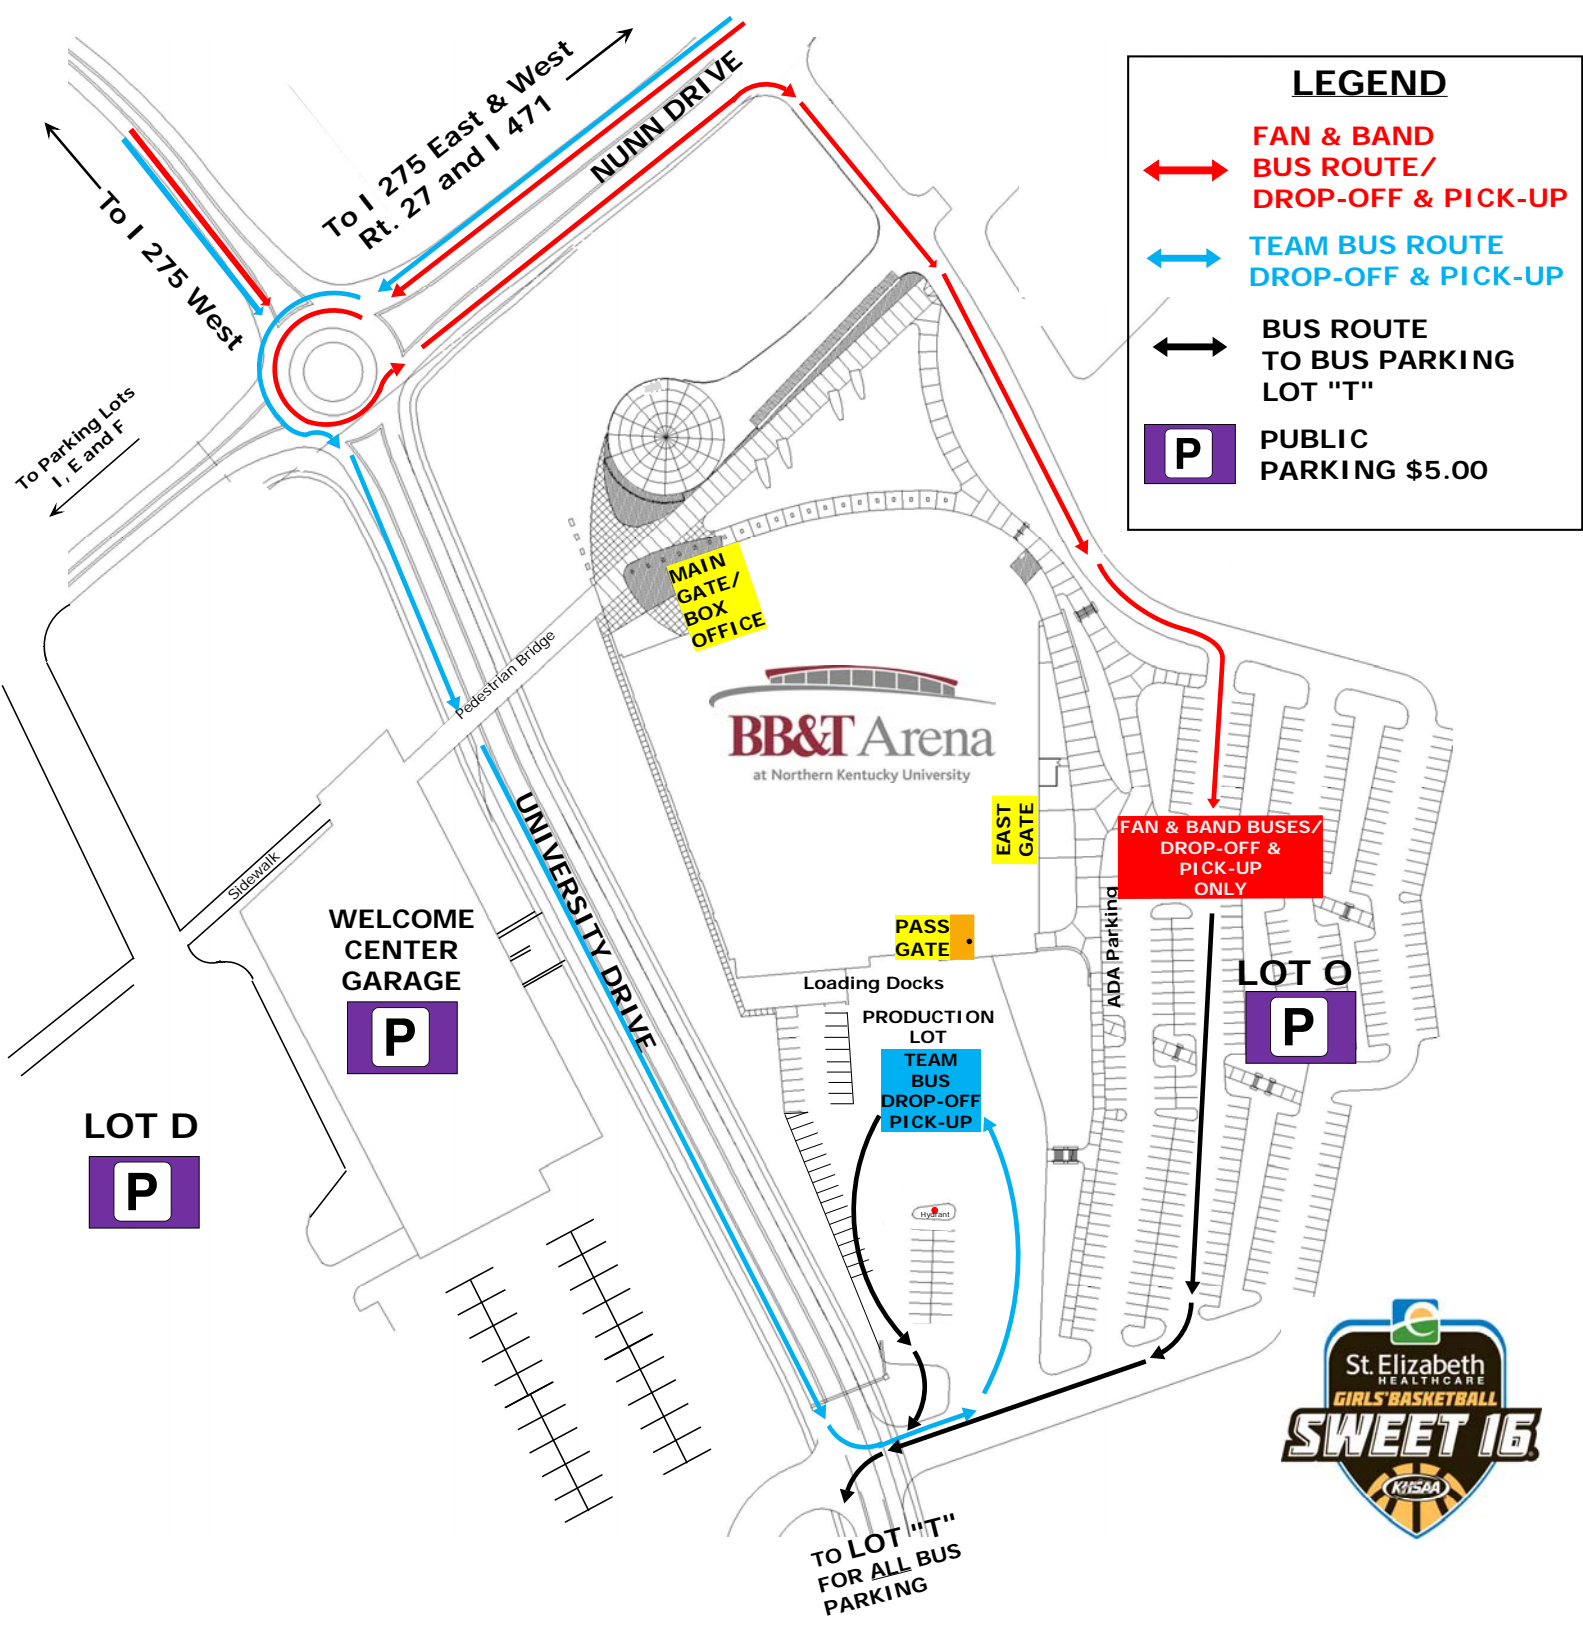 To I 275 East & West
Rt. 27 and I 471
NUNN DRIVE
To I 275 West
To Parking Lots
I, E and F
LEGEND
FAN & BAND
BUS ROUTE/
DROP-OFF & PICK-UP
TEAM BUS ROUTE
DROP-OFF & PICK-UP
BUS ROUTE
TO BUS PARKING
LOT "T"
P
PUBLIC
PARKING $5.00
MAIN
GATE/
BOX
OFFICE
Pedestrian Bridge
BB&T Arena
at Northern Kentucky University
EAST
GATE
FAN & BAND BUSES/
DROP-OFF &
PICK-UP
ONLY
ADA Parking
UNIVERSITY DRIVE
Sidewalk
WELCOME
CENTER
GARAGE
P
PASS
GATE
Loading Docks
PRODUCTION
LOT
TEAM
BUS
DROP-OFF
PICK-UP
LOT O
P
LOT D
P
Hydrant
St. Elizabeth
HEALTHCARE
GIRLS' BASKETBALL
SWEET 16
KHSAA
TO LOT "T"
FOR ALL BUS
PARKING